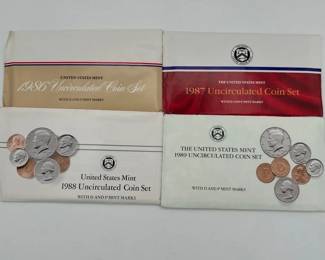 UNITED STATES MINT
1986 Uncirculated Coin Set
WITH D AND P MINT MARKS
THE UNITED STATES MINT
1987 Uncirculated Coin Set
WITH D AND P MINT MARKS
United States Mint
1988 Uncirculated Coin Set
WITH D AND P MINT MARKS
THE UNITED STATES MINT
1989 UNCIRCULATED COIN SET
WITH D AND P MINT MARKS